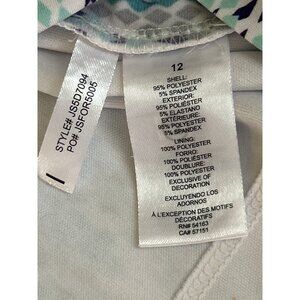 STYLE# JS5D7094
PO# JSFOR5005
12
SHELL:
95% POLYESTER
5% SPANDEX
EXTERIOR:
95% POLIÉSTER
5% ELASTANO
EXTÉRIEURE:
95% POLYESTER
5% SPANDEX
LINING:
100% POLYESTER
FORRO:
100% POLIÉSTER
DOUBLURE:
100% POLYESTER
EXCLUSIVE OF
DECORATION
EXCLUYENDO LOS
ADORNOS
À L'EXCEPTION DES MOTIFS
DÉCORATIFS
RN# 54163
CA# 57151